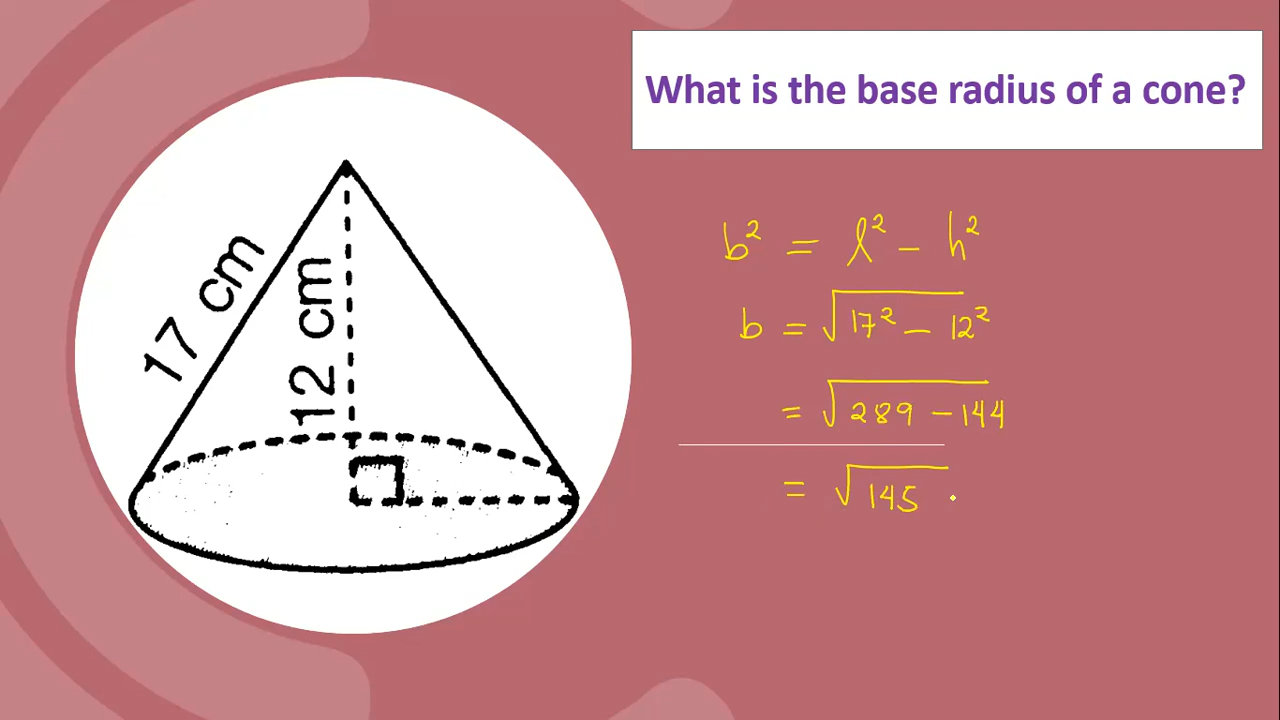 What is the base radius of a cone?
17 cm
12 cm
b² = l² − h²
b = √17² − 12²
= √289 − 144
= √145